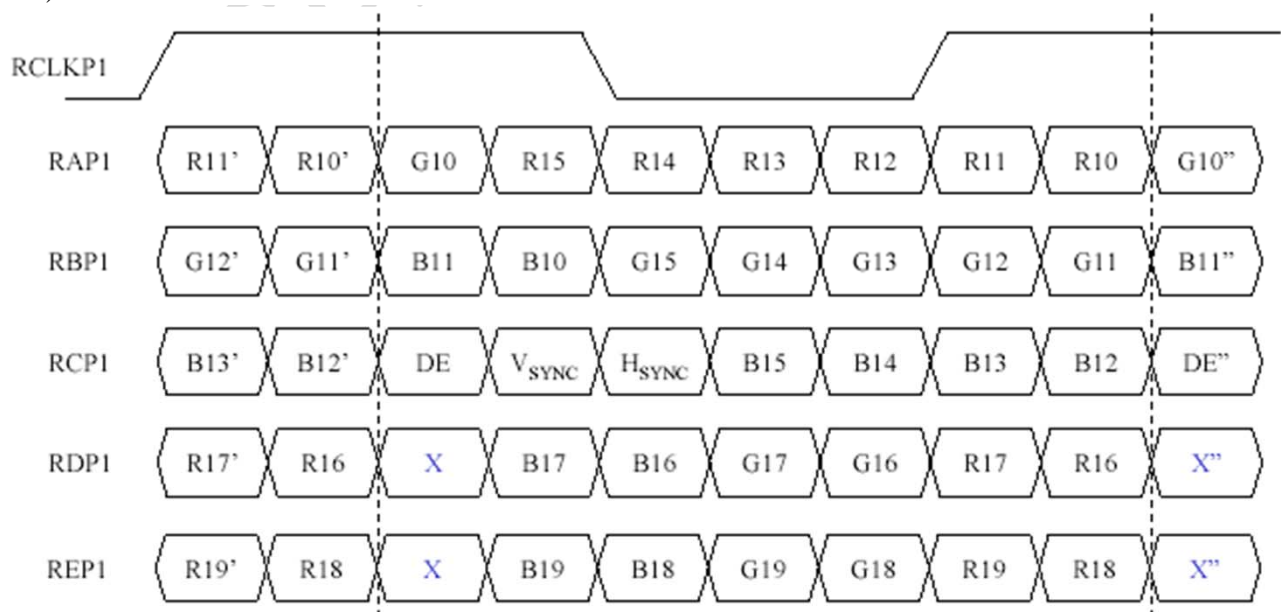 RCLKP1
RAP1 R11’ R10’ G10 R15 R14 R13 R12 R11 R10 G10”
RBP1 G12’ G11’ B11 B10 G15 G14 G13 G12 G11 B11”
RCP1 B13’ B12’ DE VSYNC HSYNC B15 B14 B13 B12 DE”
RDP1 R17’ R16 X B17 B16 G17 G16 R17 R16 X”
REP1 R19’ R18 X B19 B18 G19 G18 R19 R18 X”